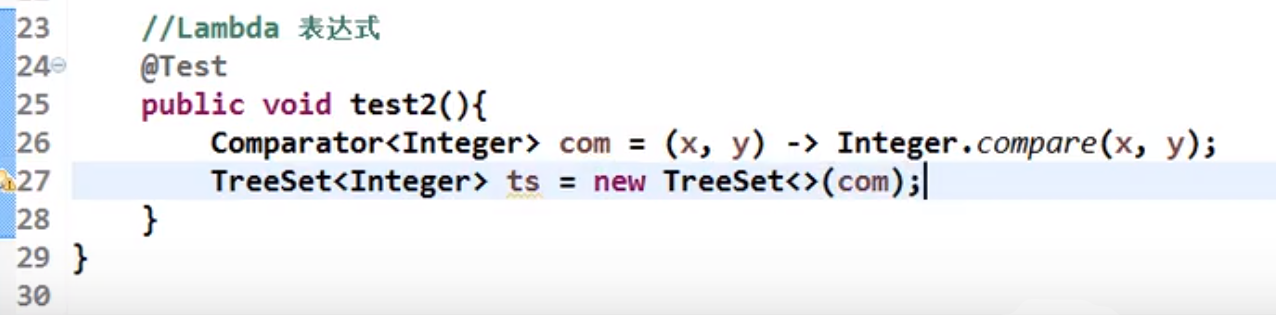 23 //Lambda 表达式
24 @Test
25 public void test2(){
26 Comparator<Integer> com = (x, y) -> Integer.compare(x, y);
27 TreeSet<Integer> ts = new TreeSet<>(com);
28 }
29 }
30